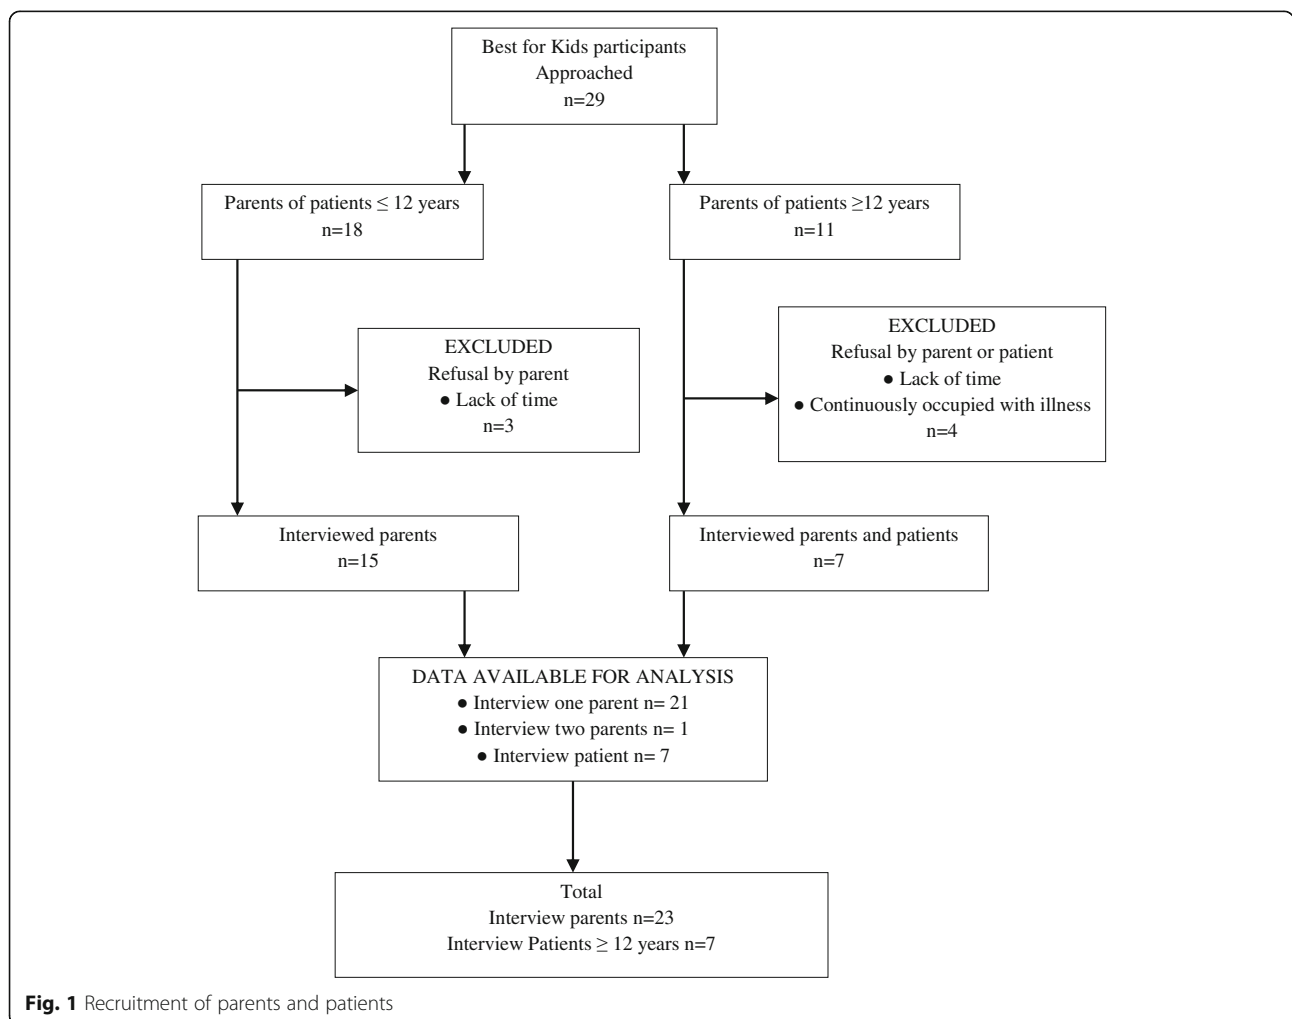 Best for Kids participants
Approached
n=29
Parents of patients ≤ 12 years
n=18
Parents of patients ≥12 years
n=11
EXCLUDED
Refusal by parent
● Lack of time
n=3
EXCLUDED
Refusal by parent or patient
● Lack of time
● Continuously occupied with illness
n=4
Interviewed parents
n=15
Interviewed parents and patients
n=7
DATA AVAILABLE FOR ANALYSIS
● Interview one parent n= 21
● Interview two parents n= 1
● Interview patient n= 7
Total
Interview parents n=23
Interview Patients ≥ 12 years n=7
Fig. 1 Recruitment of parents and patients